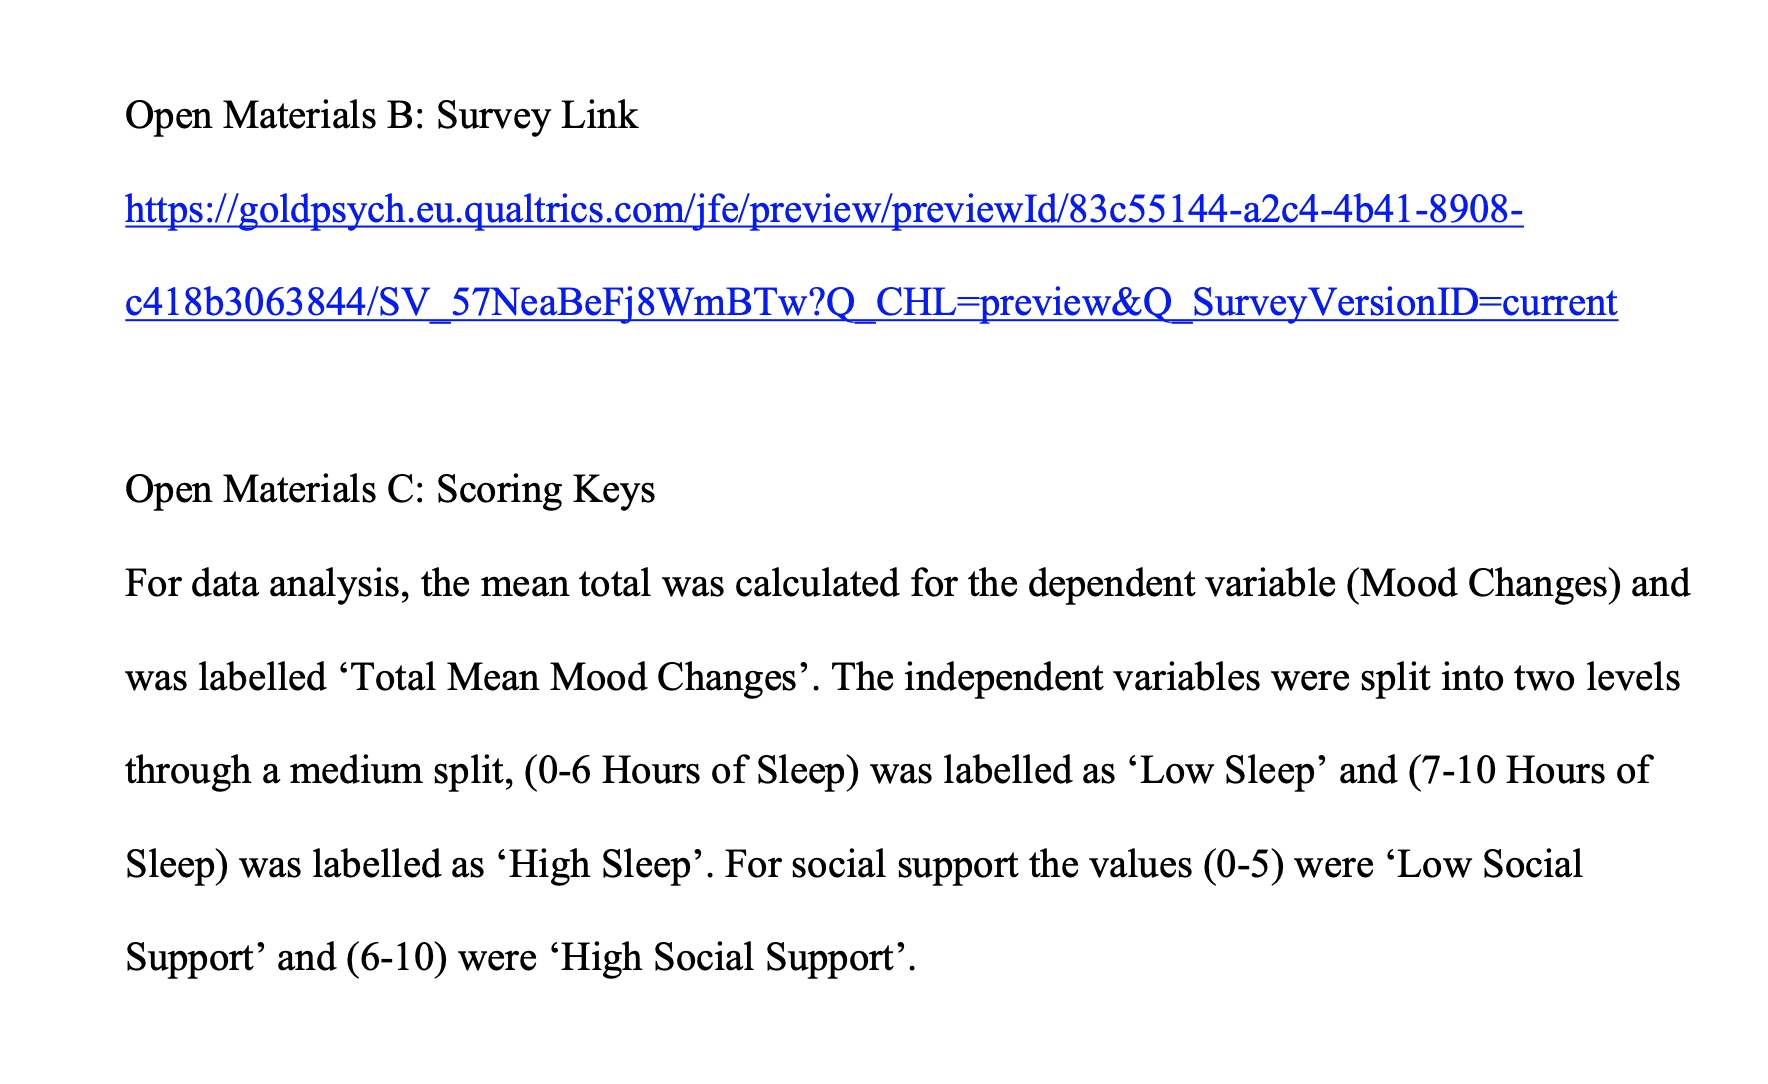 Open Materials B: Survey Link
https://goldpsych.eu.qualtrics.com/jfe/preview/previewId/83c55144-a2c4-4b41-8908-
c418b3063844/SV_57NeaBeFj8WmBTw?Q_CHL=preview&Q_SurveyVersionID=current
Open Materials C: Scoring Keys
For data analysis, the mean total was calculated for the dependent variable (Mood Changes) and
was labelled ‘Total Mean Mood Changes’. The independent variables were split into two levels
through a medium split, (0-6 Hours of Sleep) was labelled as ‘Low Sleep’ and (7-10 Hours of
Sleep) was labelled as ‘High Sleep’. For social support the values (0-5) were ‘Low Social
Support’ and (6-10) were ‘High Social Support’.